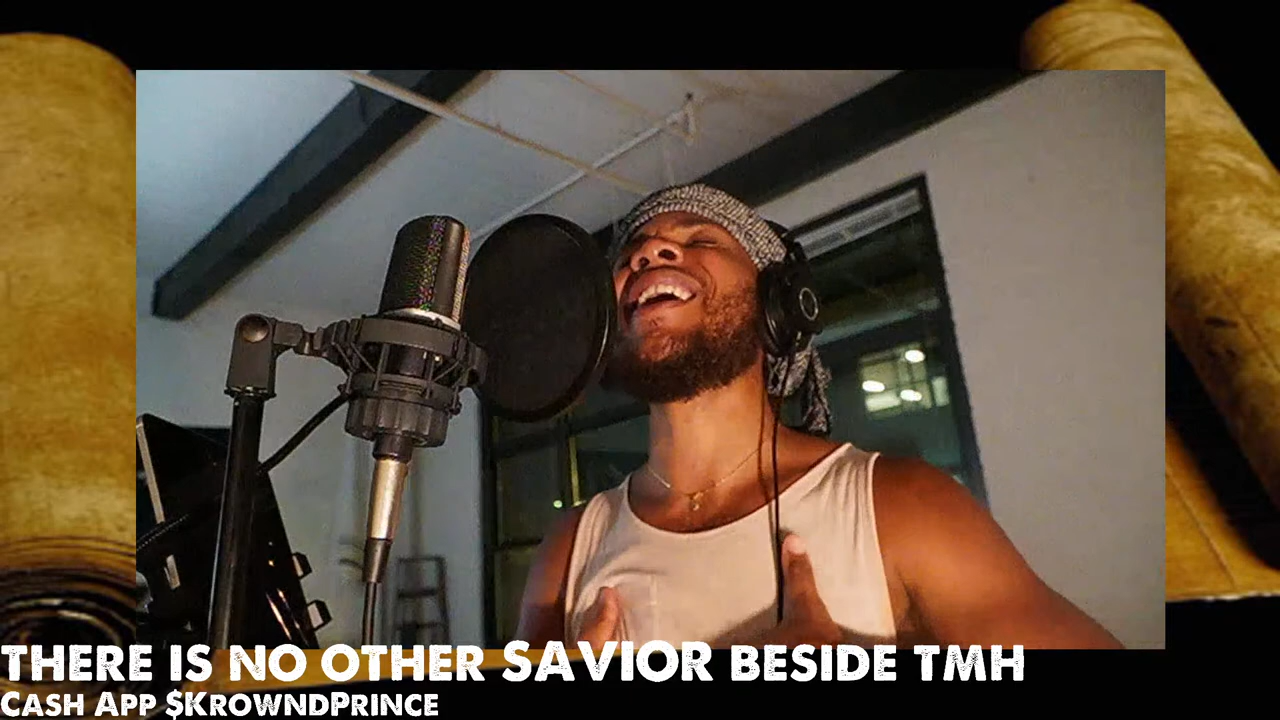 THERE IS NO OTHER SAVIOR BESIDE TMH
CASH APP $KROWNDPRINCE